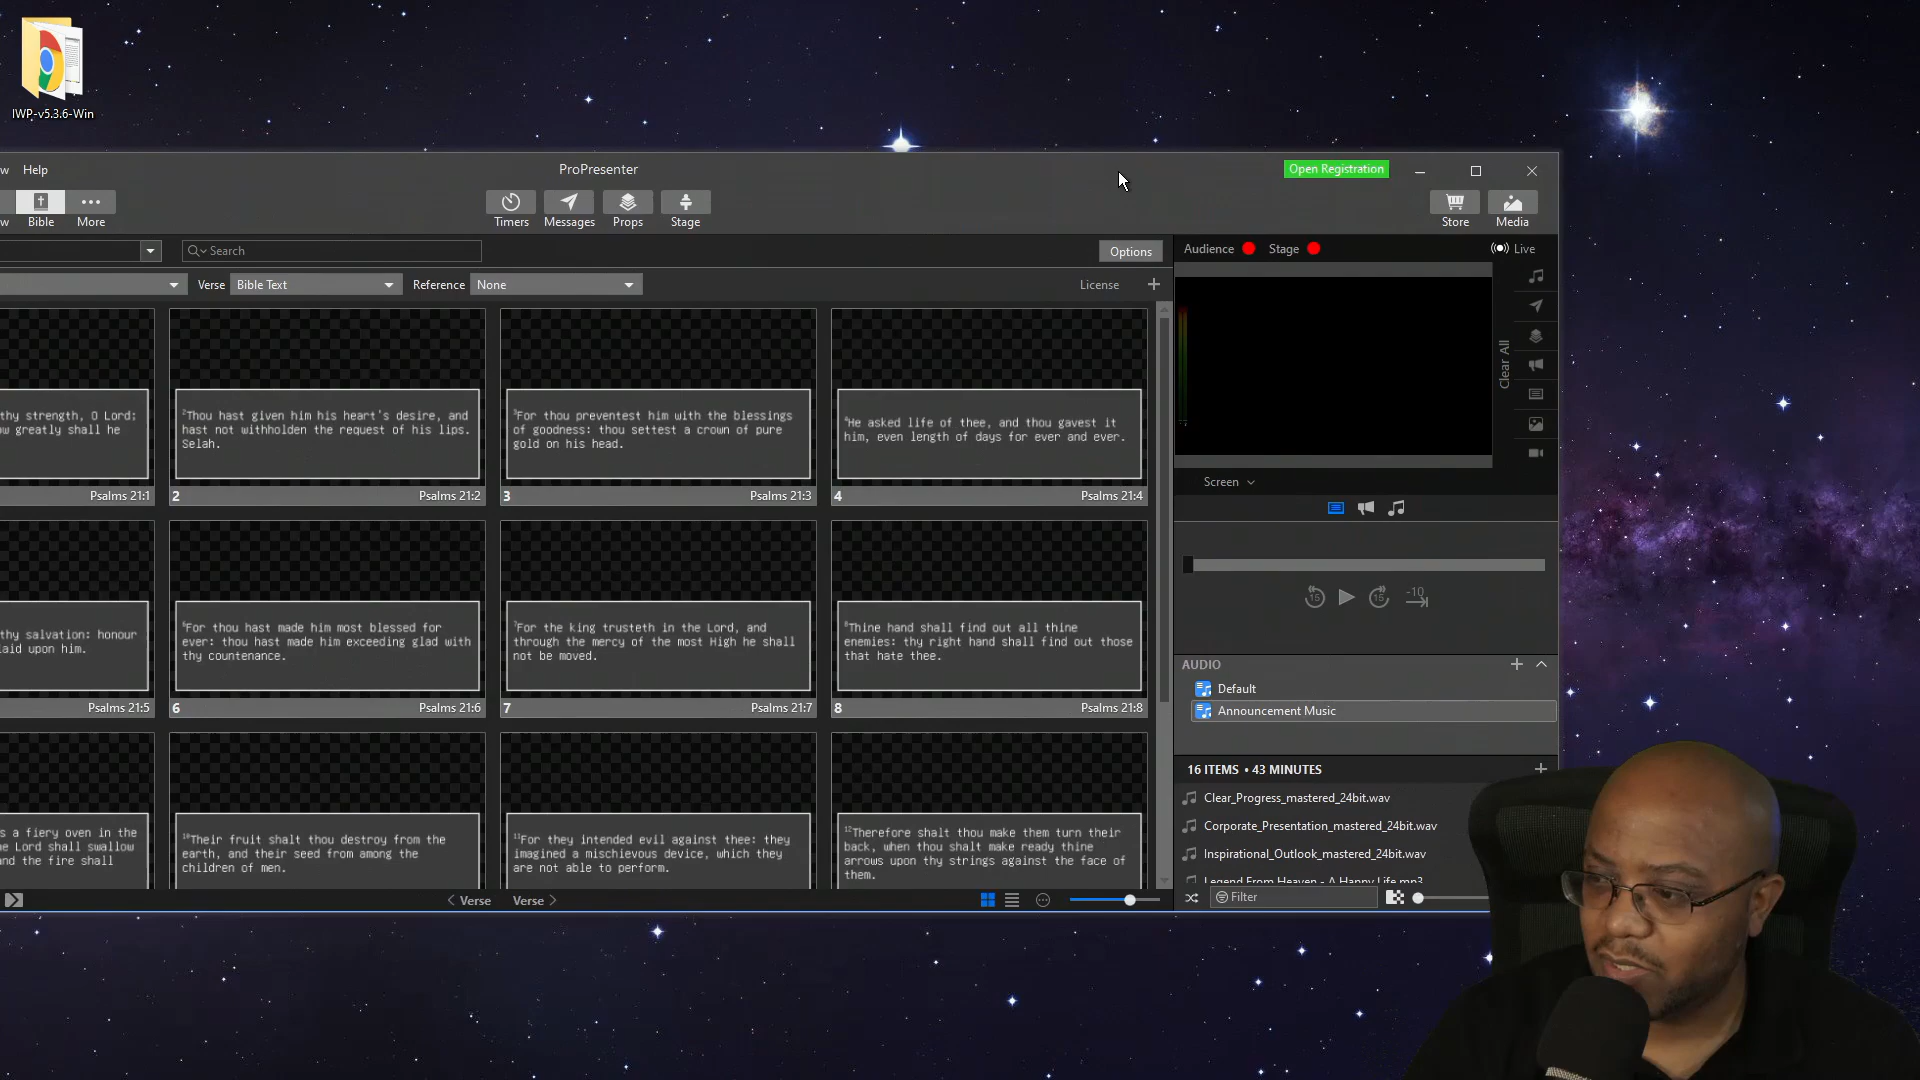 IWP-v5.3.6-Win
w Help
ProPresenter
Open Registration
w
Bible
More
Timers
Messages
Props
Stage
Store
Media
Search
Options
Audience
Stage
Live
Verse
Bible Text
Reference
None
License
thy strength, O Lord;
w greatly shall he
Psalms 21:1
2Thou hast given him his heart's desire, and
hast not withholden the request of his lips.
Selah.
2
Psalms 21:2
3For thou preventest him with the blessings
of goodness: thou settest a crown of pure
gold on his head.
3
Psalms 21:3
4He asked life of thee, and thou gavest it
him, even length of days for ever and ever.
4
Psalms 21:4
Clear All
Screen
15
15
-10
thy salvation: honour
laid upon him.
Psalms 21:5
6For thou hast made him most blessed for
ever: thou hast made him exceeding glad with
thy countenance.
6
Psalms 21:6
7For the king trusteth in the Lord, and
through the mercy of the most High he shall
not be moved.
7
Psalms 21:7
8Thine hand shall find out all thine
enemies: thy right hand shall find out those
that hate thee.
8
Psalms 21:8
AUDIO
Default
Announcement Music
s a fiery oven in the
e Lord shall swallow
and the fire shall
10Their fruit shalt thou destroy from the
earth, and their seed from among the
children of men.
11For they intended evil against thee: they
imagined a mischievous device, which they
are not able to perform.
12Therefore shalt thou make them turn their
back, when thou shalt make ready thine
arrows upon thy strings against the face of
them.
16 ITEMS • 43 MINUTES
Clear_Progress_mastered_24bit.wav
Corporate_Presentation_mastered_24bit.wav
Inspirational_Outlook_mastered_24bit.wav
Legend From Heaven - A Happy Life.mp3
Verse
Verse
Filter